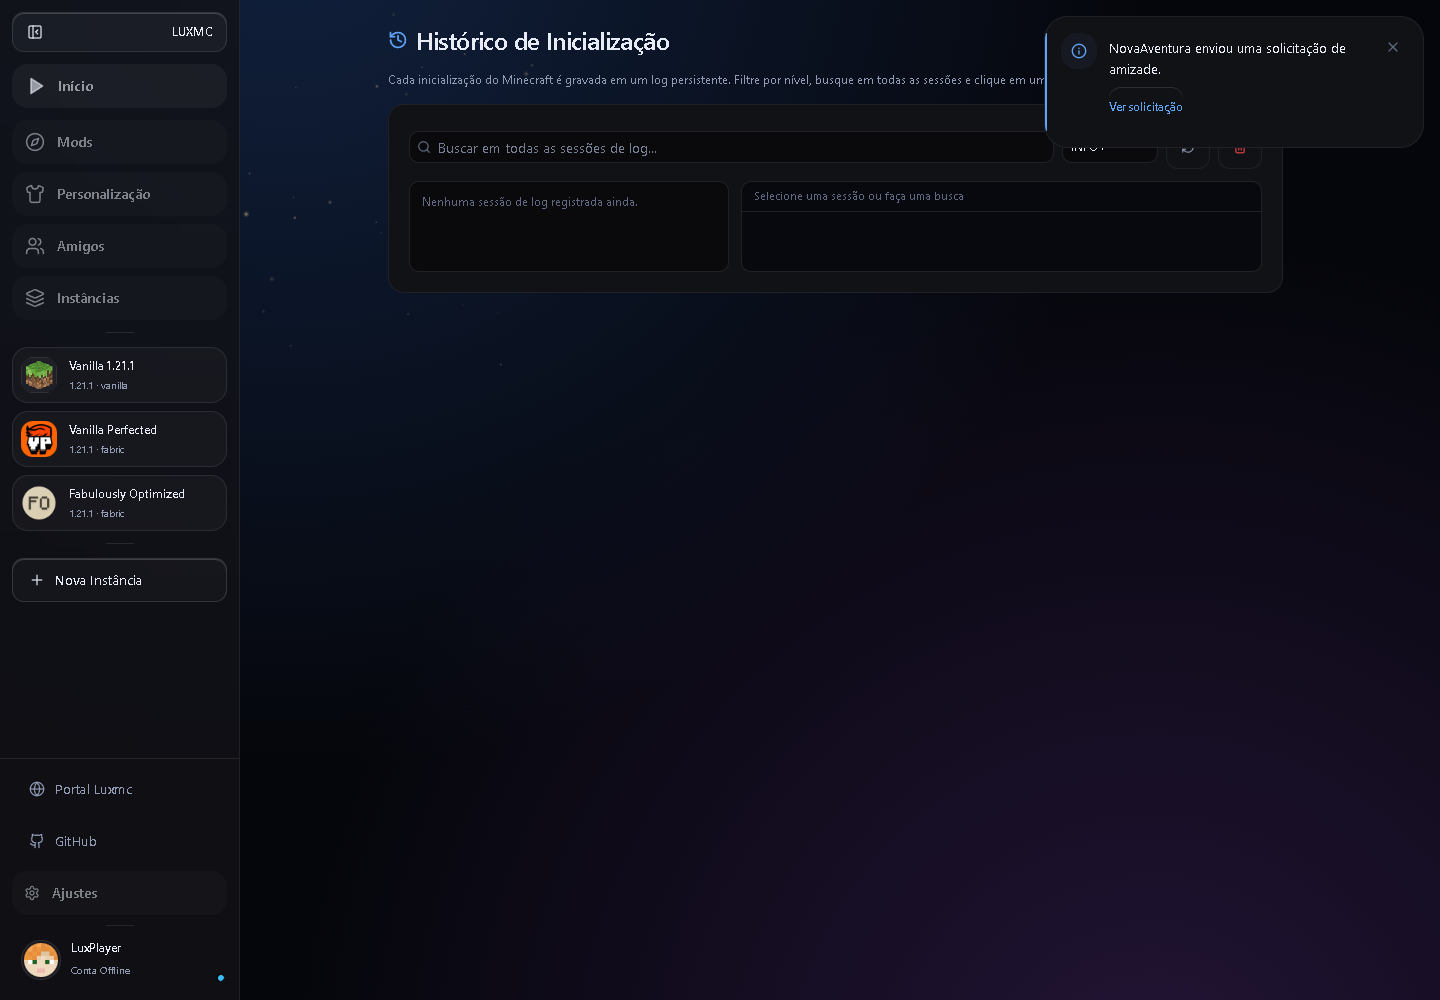 LUXMC
Início
Mods
Personalização
Amigos
Instâncias
Vanilla 1.21.1
1.21.1 · vanilla
Vanilla Perfected
1.21.1 · fabric
VP
Fabulously Optimized
1.21.1 · fabric
FO
Nova Instância
Portal Luxmc
GitHub
Ajustes
LuxPlayer
Conta Offline
Histórico de Inicialização
Cada inicialização do Minecraft é gravada em um log persistente. Filtre por nível, busque em todas as sessões e clique em um
Buscar em todas as sessões de log...
Nenhuma sessão de log registrada ainda.
Selecione uma sessão ou faça uma busca
NovaAventura enviou uma solicitação de
amizade.
Ver solicitação